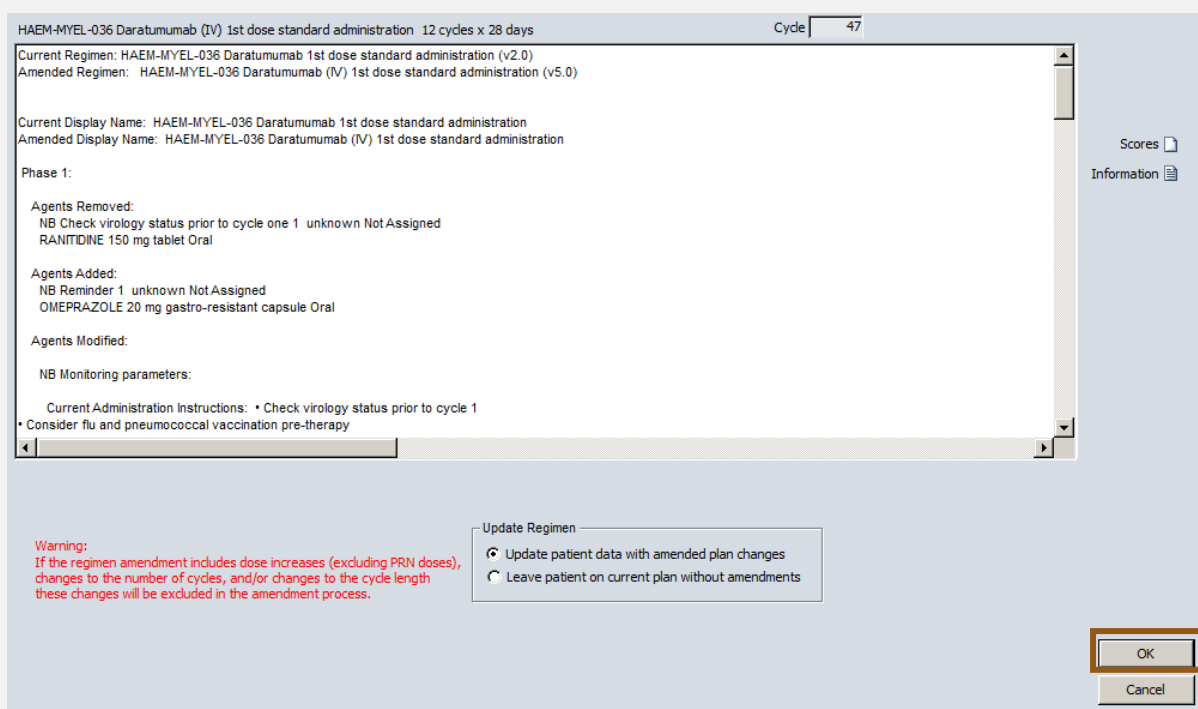 HAEM-MYEL-036 Daratumumab (IV) 1st dose standard administration 12 cycles x 28 days
Cycle 47
Current Regimen: HAEM-MYEL-036 Daratumumab 1st dose standard administration (v2.0)
Amended Regimen: HAEM-MYEL-036 Daratumumab (IV) 1st dose standard administration (v5.0)
Current Display Name: HAEM-MYEL-036 Daratumumab 1st dose standard administration
Amended Display Name: HAEM-MYEL-036 Daratumumab (IV) 1st dose standard administration
Phase 1:
Agents Removed:
NB Check virology status prior to cycle one 1 unknown Not Assigned
RANITIDINE 150 mg tablet Oral
Agents Added:
NB Reminder 1 unknown Not Assigned
OMEPRAZOLE 20 mg gastro-resistant capsule Oral
Agents Modified:
NB Monitoring parameters:
Current Administration Instructions: • Check virology status prior to cycle 1
• Consider flu and pneumococcal vaccination pre-therapy
Scores
Information
Warning:
If the regimen amendment includes dose increases (excluding PRN doses),
changes to the number of cycles, and/or changes to the cycle length
these changes will be excluded in the amendment process.
Update Regimen
Update patient data with amended plan changes
Leave patient on current plan without amendments
OK
Cancel